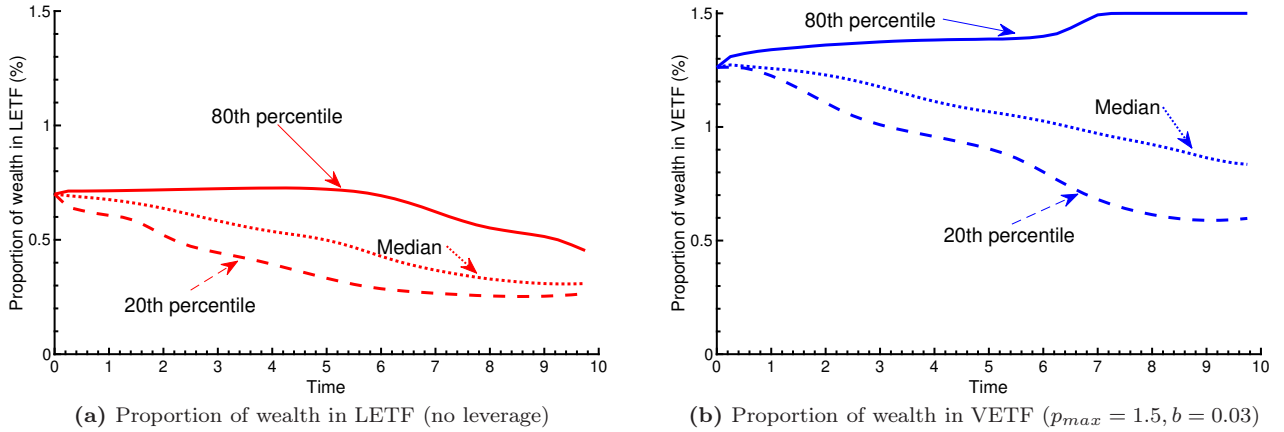 1.5
1
0.5
0
Proportion of wealth in LETF (%)
80th percentile
Median
20th percentile
0 1 2 3 4 5 6 7 8 9 10
Time
(a) Proportion of wealth in LETF (no leverage)
1.5
1
0.5
0
Proportion of wealth in VETF (%)
80th percentile
Median
20th percentile
0 1 2 3 4 5 6 7 8 9 10
Time
(b) Proportion of wealth in VETF (p_max = 1.5, b = 0.03)